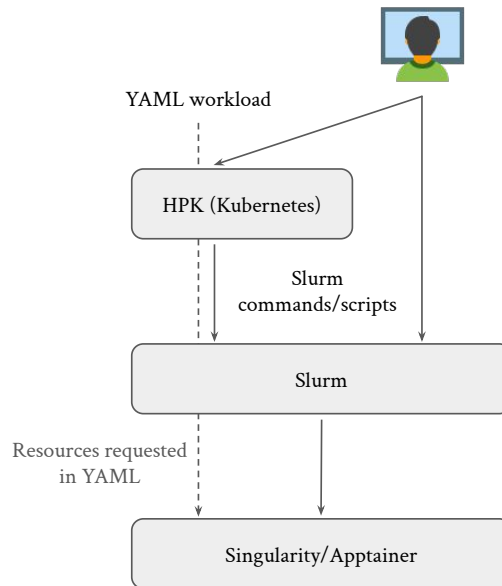 YAML workload
HPK (Kubernetes)
Slurm
commands/scripts
Slurm
Resources requested
in YAML
Singularity/Apptainer